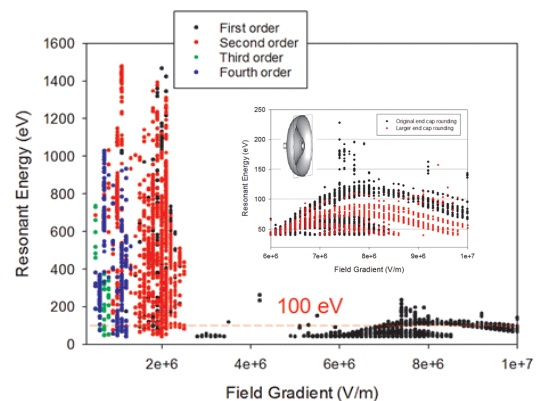 First order
Second order
Third order
Fourth order
1600
1400
1200
1000
800
600
400
200
0
Resonant Energy (eV)
2e+6
4e+6
6e+6
8e+6
1e+7
Field Gradient (V/m)
100 eV
250
200
150
100
50
Resonant Energy (eV)
Original end cap rounding
Larger end cap rounding
6e+6
7e+6
8e+6
9e+6
1e+7
Field Gradient (V/m)